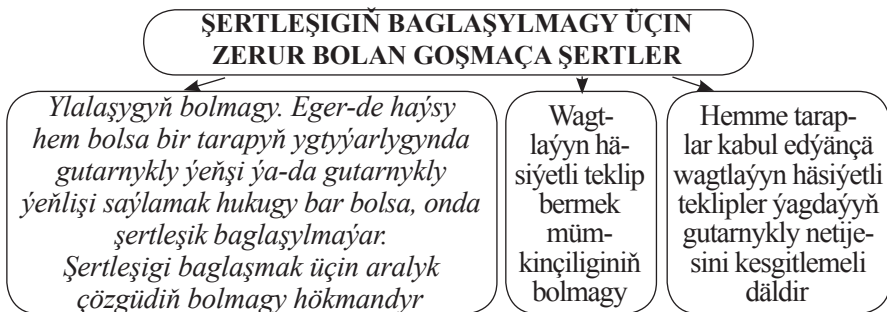 ŞERTLEŞIGIŇ BAGLAŞYLMAGY ÜÇIN
ZERUR BOLAN GOŞMAÇA ŞERTLER
Ylalaşygyň bolmagy. Eger-de haýsy
hem bolsa bir tarapyň ygtyýarlygynda
gutarnykly ýeňşi ýa-da gutarnykly
ýeňlişi saýlamak hukugy bar bolsa, onda
şertleşik baglaşylmaýar.
Şertleşigi baglaşmak üçin aralyk
çözgüdiň bolmagy hökmandyr
Wagt-
laýyn hä-
siýetli teklip
bermek
müm-
kinçiliginiň
bolmagy
Hemme tarap-
lar kabul edýänçä
wagtlaýyn häsiýetli
teklipler ýagdaýyň
gutarnykly netije-
sini kesgitlemeli
däldir